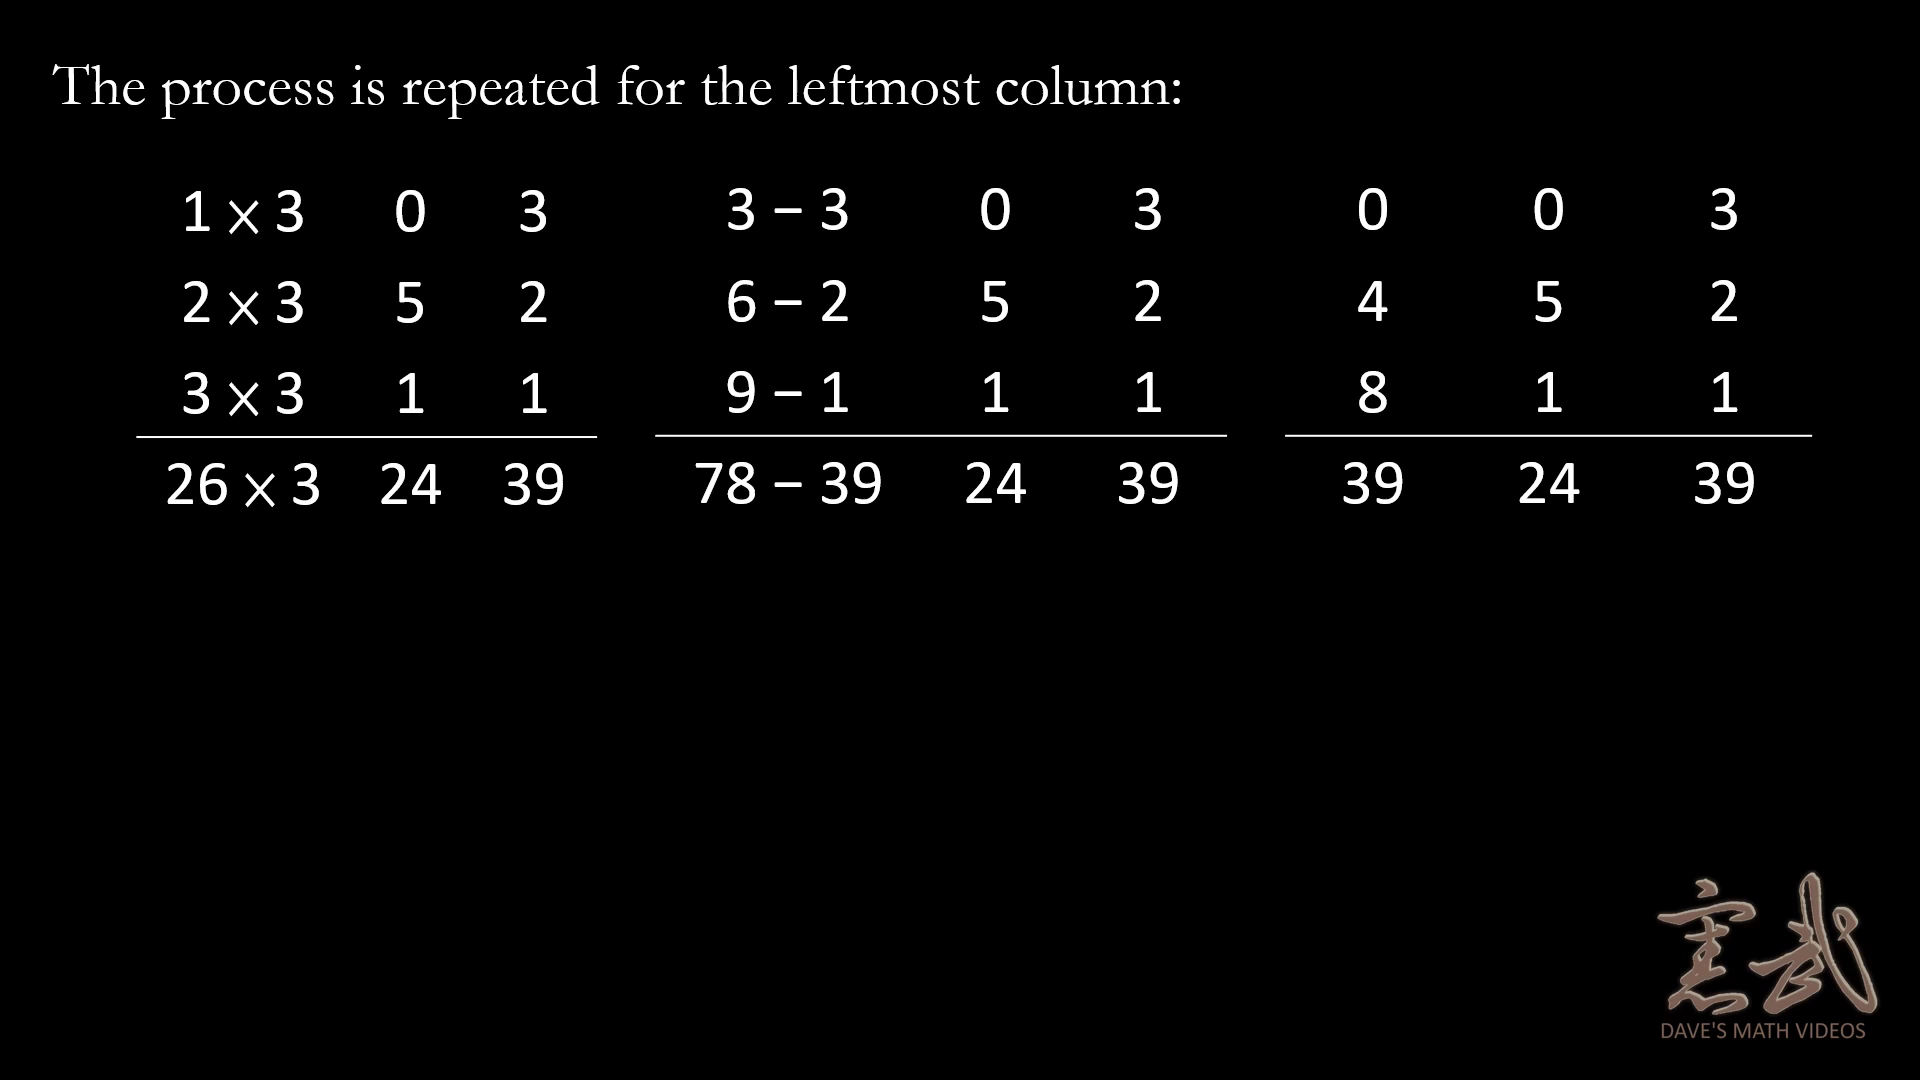 The process is repeated for the leftmost column:
1 × 3 0 3 3 − 3 0 3 0 0 3
2 × 3 5 2 6 − 2 5 2 4 5 2
3 × 3 1 1 9 − 1 1 1 8 1 1
26 × 3 24 39 78 − 39 24 39 39 24 39
憲武
DAVE'S MATH VIDEOS